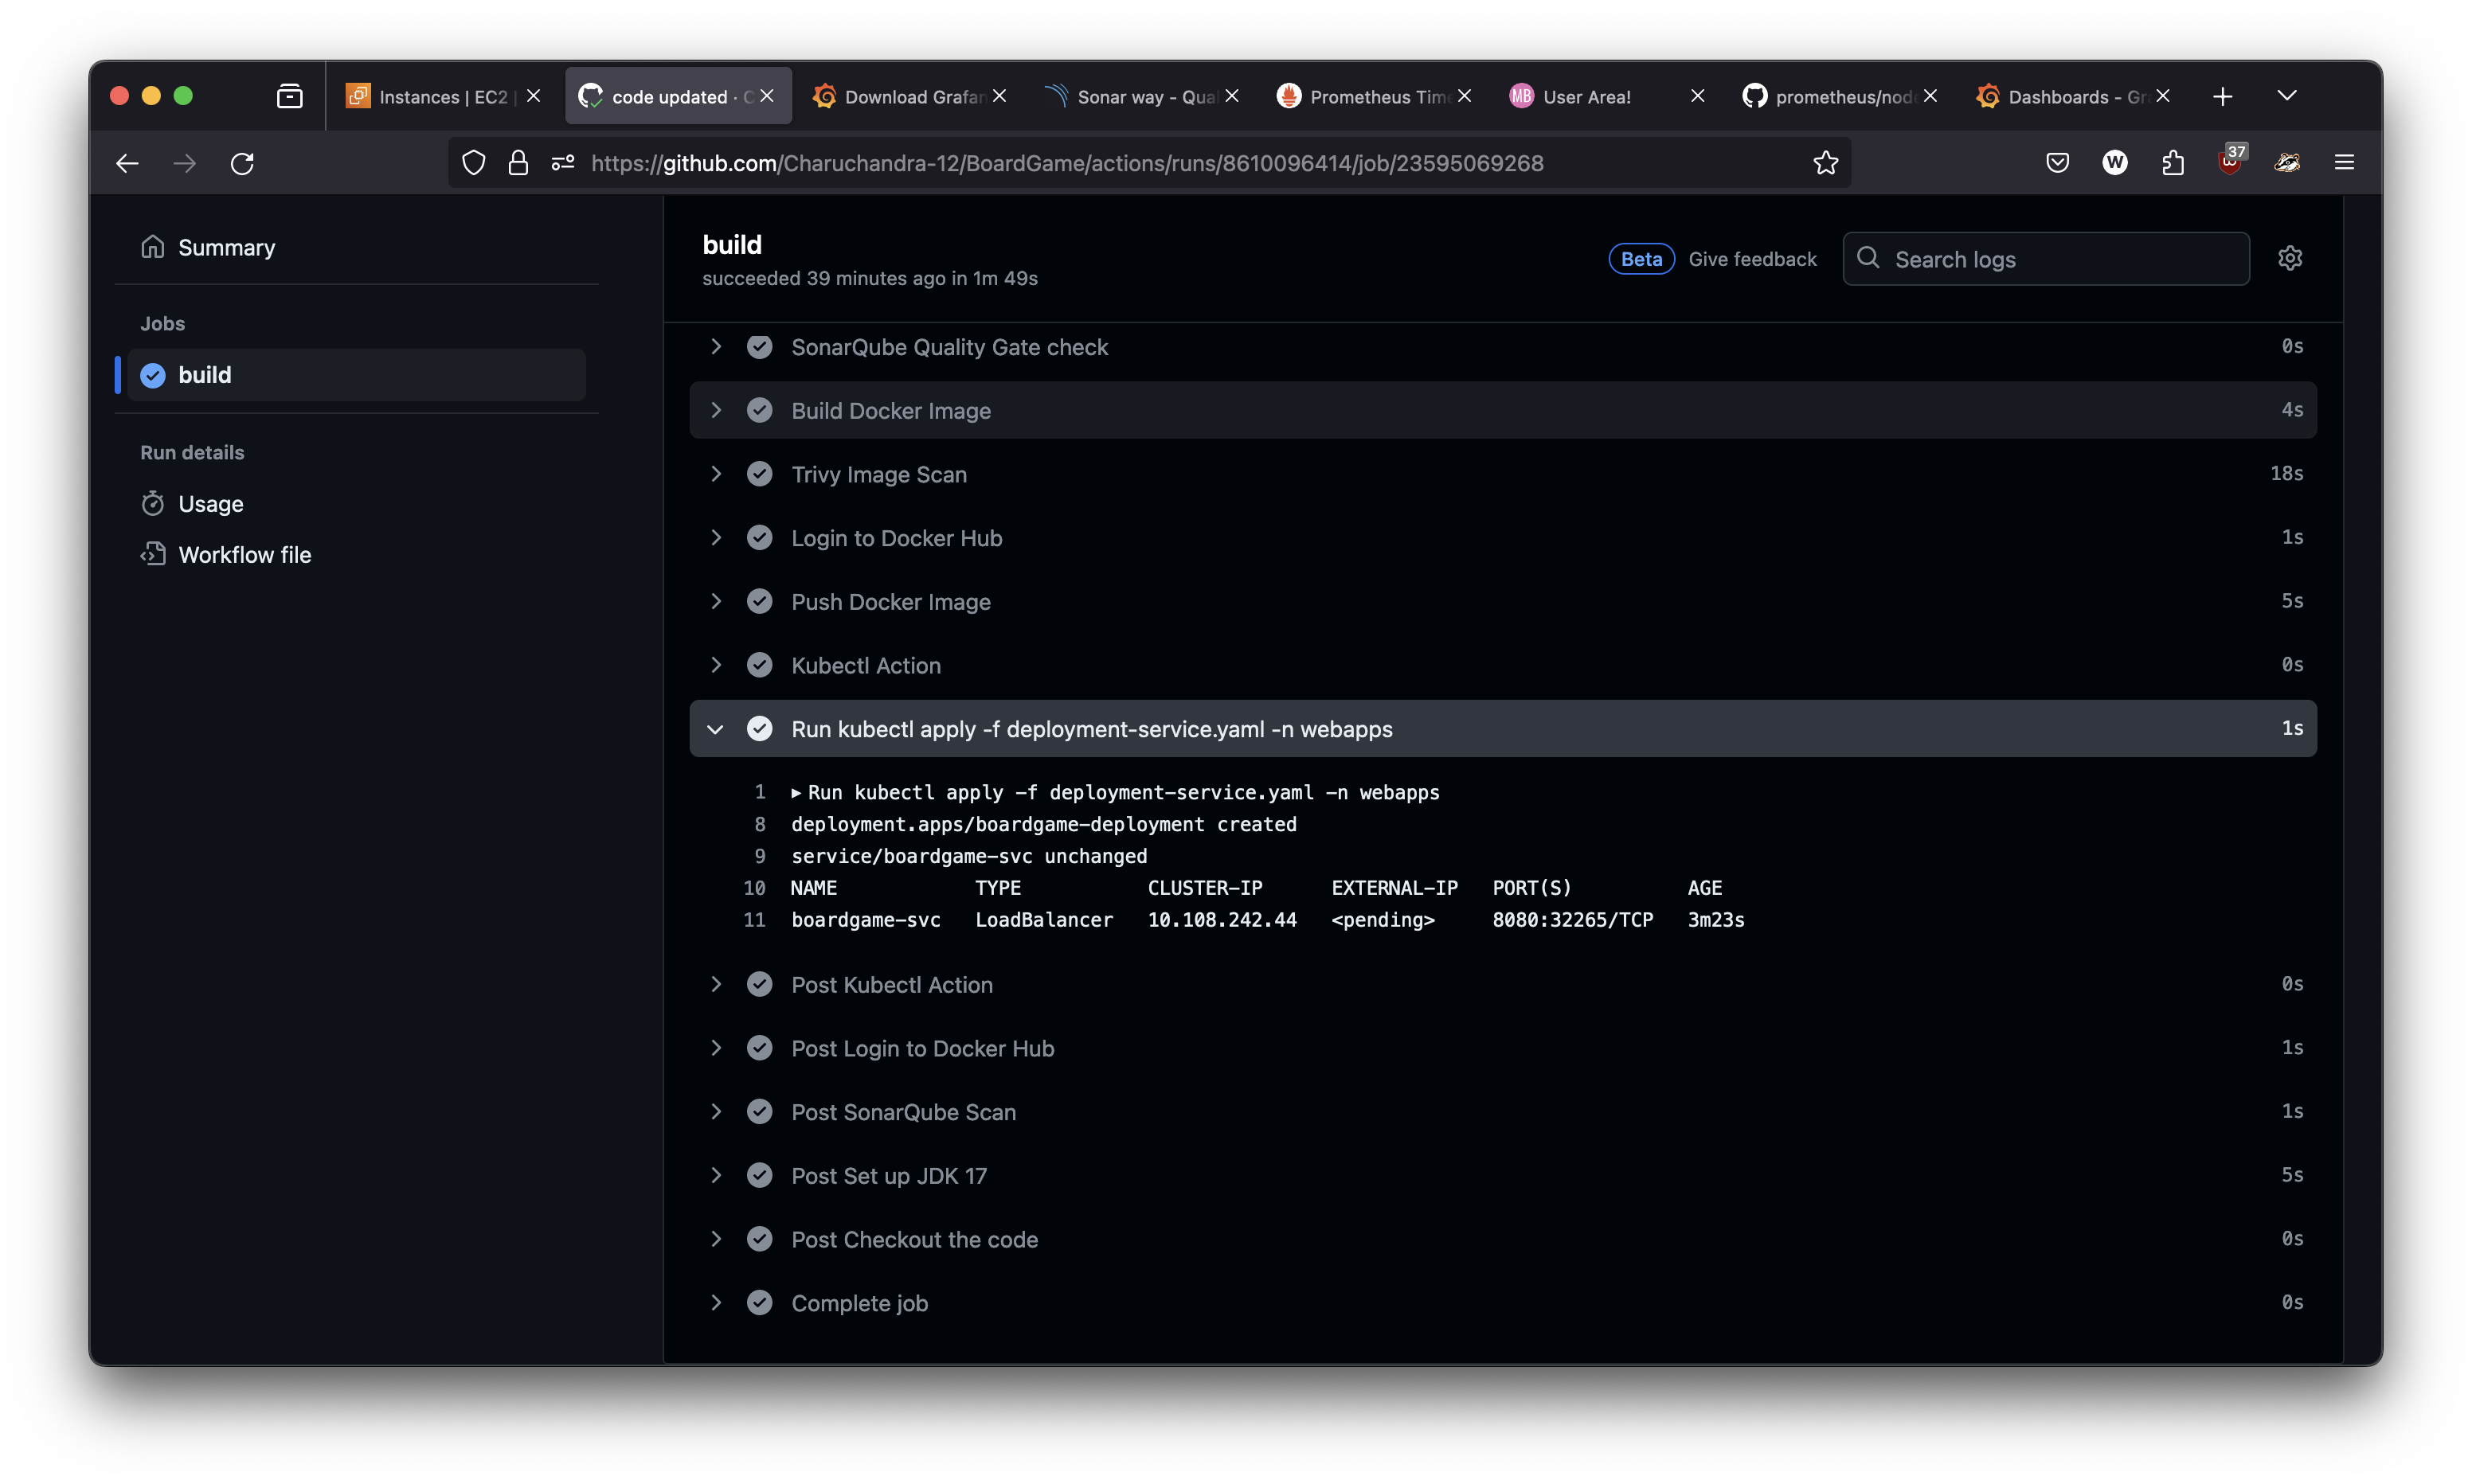 Instances | EC2
code updated · C
Download Grafan
Sonar way - Qual
Prometheus Time
MB User Area!
prometheus/node
Dashboards - Gr
https://github.com/Charuchandra-12/BoardGame/actions/runs/8610096414/job/23595069268
W
37
Summary
Jobs
build
Run details
Usage
Workflow file
build
succeeded 39 minutes ago in 1m 49s
Beta Give feedback
Search logs
SonarQube Quality Gate check 0s
Build Docker Image 4s
Trivy Image Scan 18s
Login to Docker Hub 1s
Push Docker Image 5s
Kubectl Action 0s
Run kubectl apply -f deployment-service.yaml -n webapps 1s
1 ▶ Run kubectl apply -f deployment-service.yaml -n webapps
8 deployment.apps/boardgame-deployment created
9 service/boardgame-svc unchanged
10 NAME TYPE CLUSTER-IP EXTERNAL-IP PORT(S) AGE
11 boardgame-svc LoadBalancer 10.108.242.44 <pending> 8080:32265/TCP 3m23s
Post Kubectl Action 0s
Post Login to Docker Hub 1s
Post SonarQube Scan 1s
Post Set up JDK 17 5s
Post Checkout the code 0s
Complete job 0s